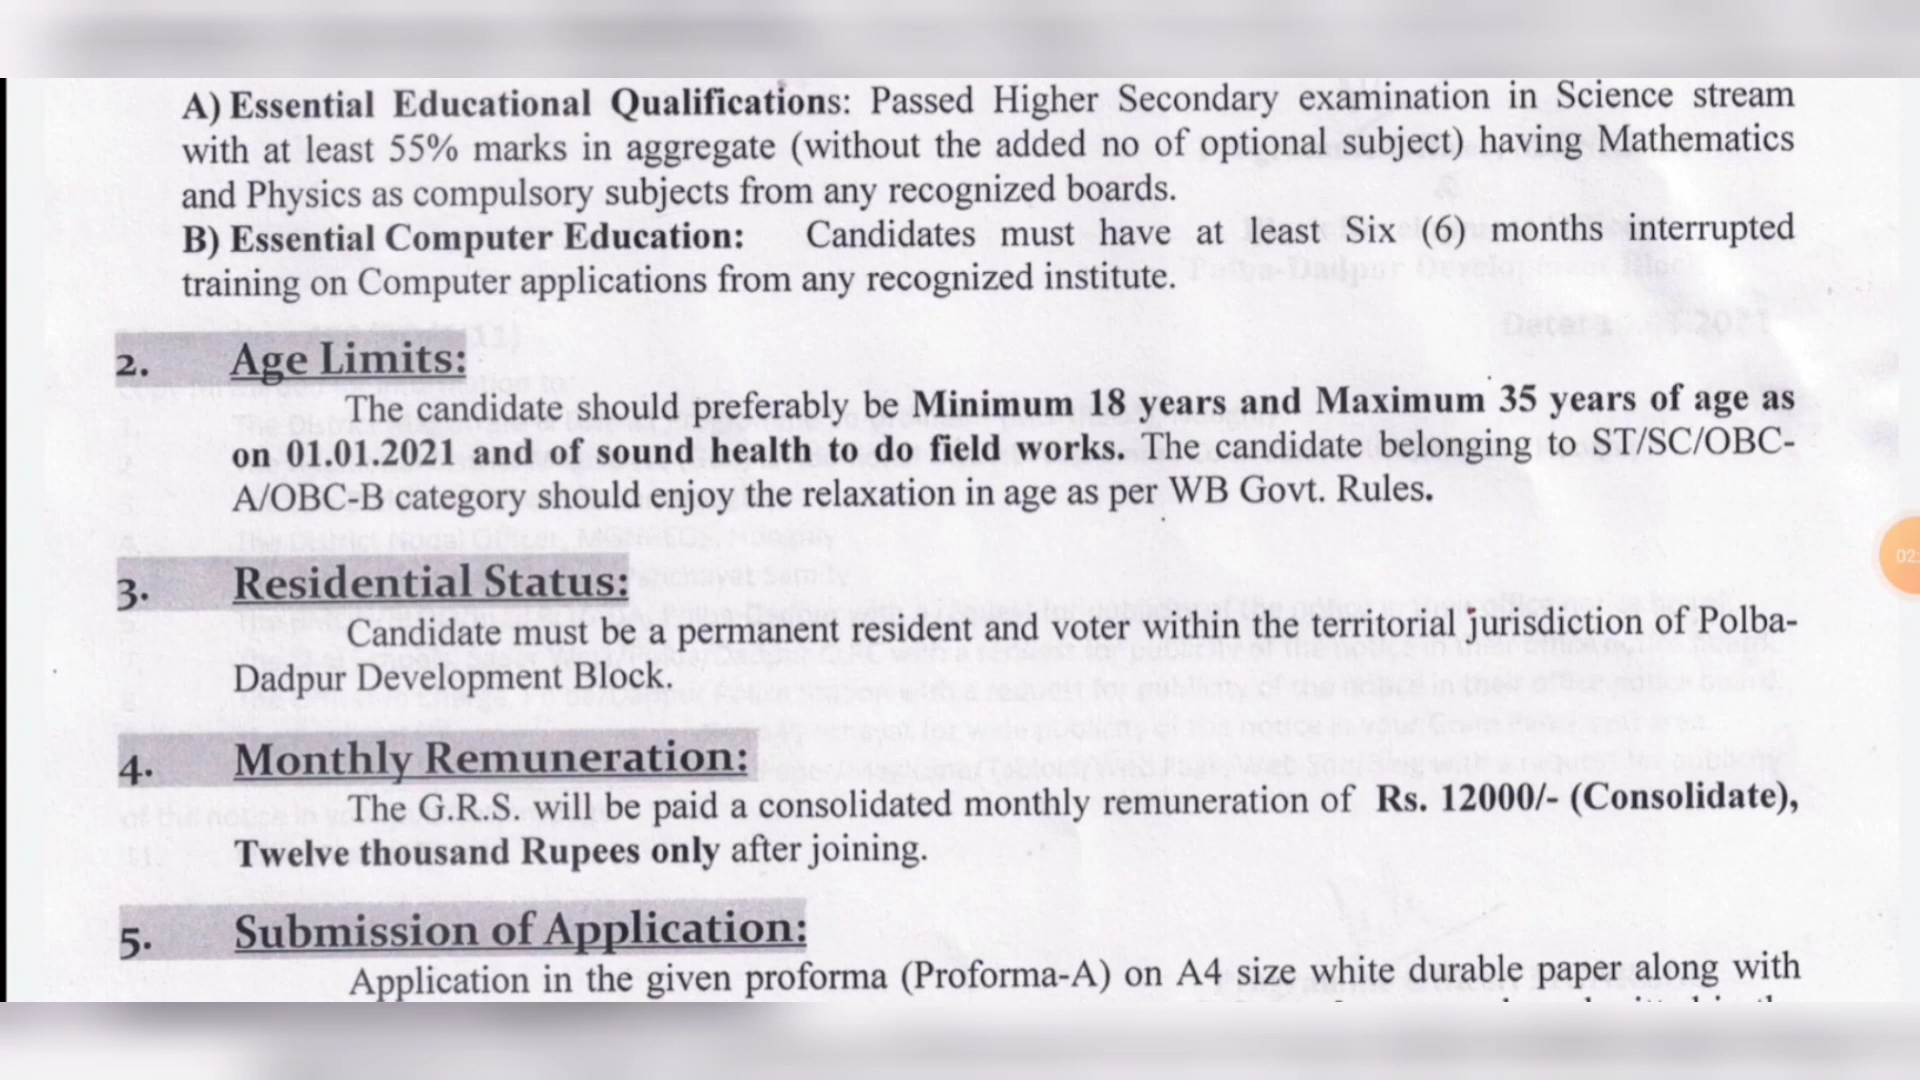 A) Essential Educational Qualifications: Passed Higher Secondary examination in Science stream
with at least 55% marks in aggregate (without the added no of optional subject) having Mathematics
and Physics as compulsory subjects from any recognized boards.
B) Essential Computer Education: Candidates must have at least Six (6) months interrupted
training on Computer applications from any recognized institute.
2. Age Limits:
The candidate should preferably be Minimum 18 years and Maximum 35 years of age as
on 01.01.2021 and of sound health to do field works. The candidate belonging to ST/SC/OBC-
A/OBC-B category should enjoy the relaxation in age as per WB Govt. Rules.
3. Residential Status:
Candidate must be a permanent resident and voter within the territorial jurisdiction of Polba-
Dadpur Development Block.
4. Monthly Remuneration:
The G.R.S. will be paid a consolidated monthly remuneration of Rs. 12000/- (Consolidate),
Twelve thousand Rupees only after joining.
5. Submission of Application:
Application in the given proforma (Proforma-A) on A4 size white durable paper along with